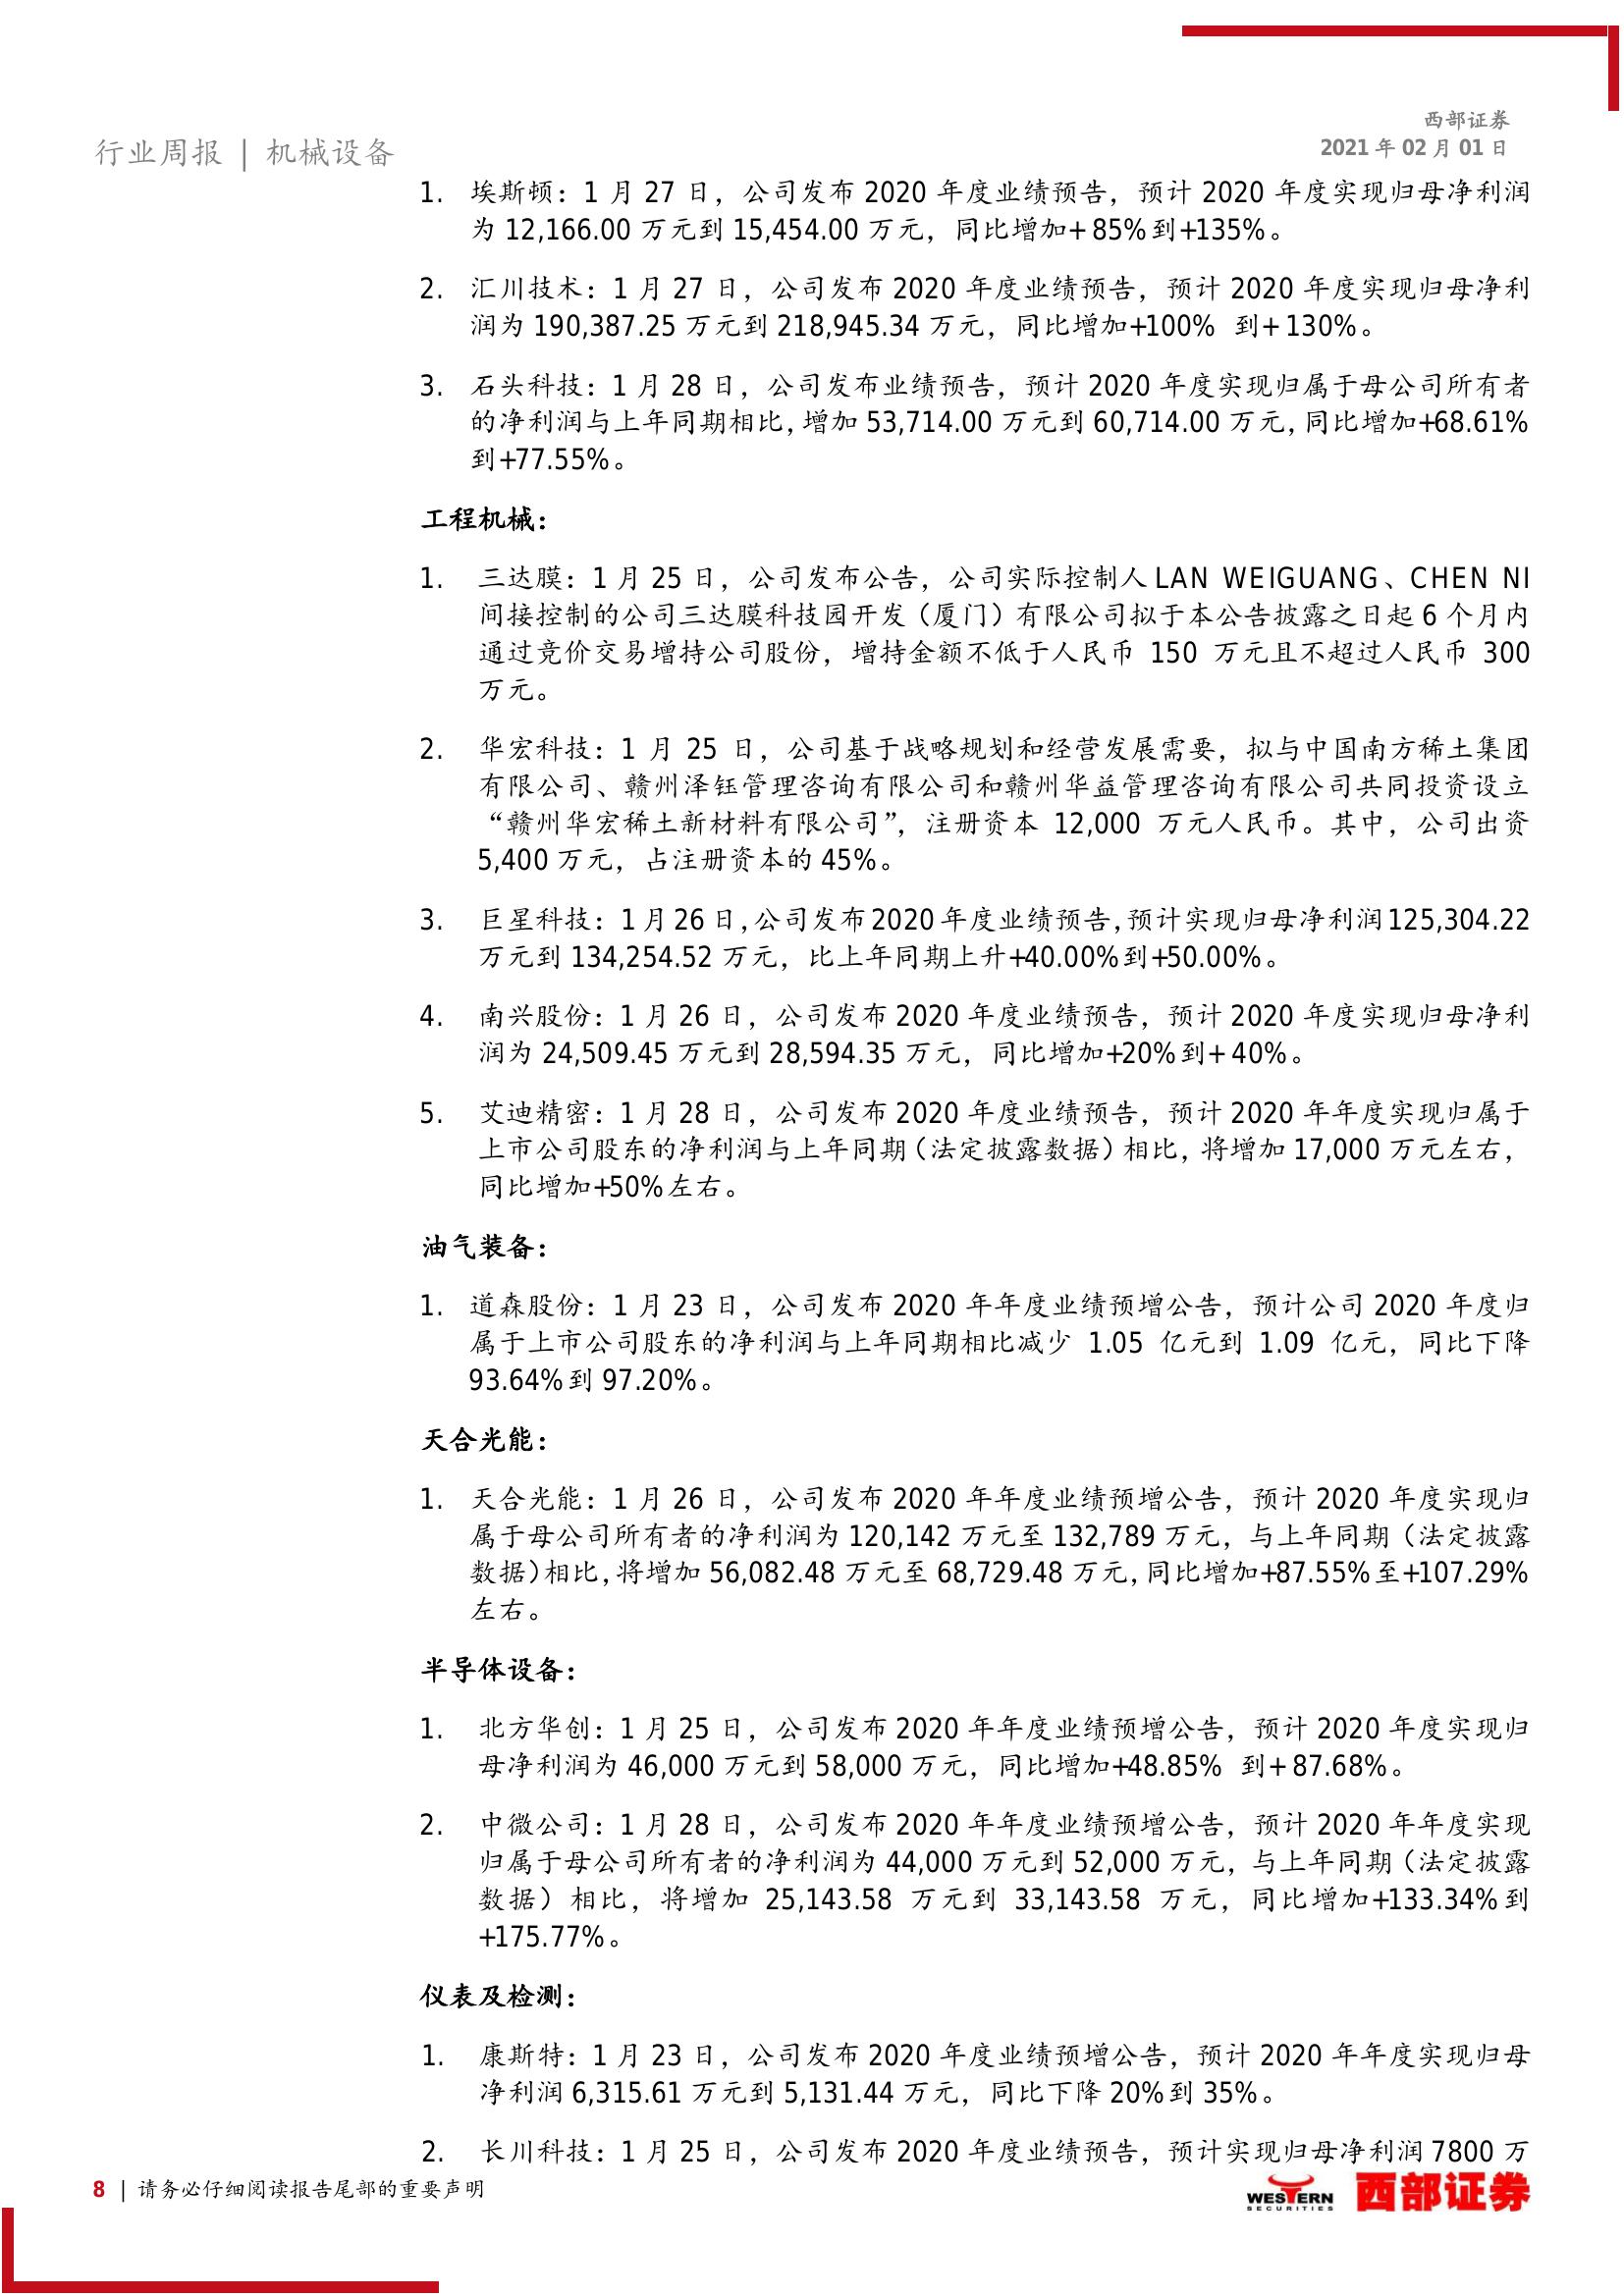 西部证券
2021 年 02 月 01 日
行业周报 | 机械设备
1. 埃斯顿：1 月 27 日，公司发布 2020 年度业绩预告，预计 2020 年度实现归母净利润
为 12,166.00 万元到 15,454.00 万元，同比增加+ 85%到+135%。
2. 汇川技术：1 月 27 日，公司发布 2020 年度业绩预告，预计 2020 年度实现归母净利
润为 190,387.25 万元到 218,945.34 万元，同比增加+100% 到+ 130%。
3. 石头科技：1 月 28 日，公司发布业绩预告，预计 2020 年度实现归属于母公司所有者
的净利润与上年同期相比，增加 53,714.00 万元到 60,714.00 万元，同比增加+68.61%
到+77.55%。
工程机械：
1. 三达膜：1 月 25 日，公司发布公告，公司实际控制人 LAN WEIGUANG、CHEN NI
间接控制的公司三达膜科技园开发（厦门）有限公司拟于本公告披露之日起 6 个月内
通过竞价交易增持公司股份，增持金额不低于人民币 150 万元且不超过人民币 300
万元。
2. 华宏科技：1 月 25 日，公司基于战略规划和经营发展需要，拟与中国南方稀土集团
有限公司、赣州泽钰管理咨询有限公司和赣州华益管理咨询有限公司共同投资设立
“赣州华宏稀土新材料有限公司”，注册资本 12,000 万元人民币。其中，公司出资
5,400 万元，占注册资本的 45%。
3. 巨星科技：1 月 26 日，公司发布 2020 年度业绩预告，预计实现归母净利润 125,304.22
万元到 134,254.52 万元，比上年同期上升+40.00%到+50.00%。
4. 南兴股份：1 月 26 日，公司发布 2020 年度业绩预告，预计 2020 年度实现归母净利
润为 24,509.45 万元到 28,594.35 万元，同比增加+20%到+ 40%。
5. 艾迪精密：1 月 28 日，公司发布 2020 年度业绩预告，预计 2020 年年度实现归属于
上市公司股东的净利润与上年同期（法定披露数据）相比，将增加 17,000 万元左右，
同比增加+50%左右。
油气装备：
1. 道森股份：1 月 23 日，公司发布 2020 年年度业绩预增公告，预计公司 2020 年度归
属于上市公司股东的净利润与上年同期相比减少 1.05 亿元到 1.09 亿元，同比下降
93.64%到 97.20%。
天合光能：
1. 天合光能：1 月 26 日，公司发布 2020 年年度业绩预增公告，预计 2020 年度实现归
属于母公司所有者的净利润为 120,142 万元至 132,789 万元，与上年同期（法定披露
数据）相比，将增加 56,082.48 万元至 68,729.48 万元，同比增加+87.55%至+107.29%
左右。
半导体设备：
1. 北方华创：1 月 25 日，公司发布 2020 年年度业绩预增公告，预计 2020 年度实现归
母净利润为 46,000 万元到 58,000 万元，同比增加+48.85% 到+ 87.68%。
2. 中微公司：1 月 28 日，公司发布 2020 年年度业绩预增公告，预计 2020 年年度实现
归属于母公司所有者的净利润为 44,000 万元到 52,000 万元，与上年同期（法定披露
数据）相比，将增加 25,143.58 万元到 33,143.58 万元，同比增加+133.34%到
+175.77%。
仪表及检测：
1. 康斯特：1 月 23 日，公司发布 2020 年度业绩预增公告，预计 2020 年年度实现归母
净利润 6,315.61 万元到 5,131.44 万元，同比下降 20%到 35%。
2. 长川科技：1 月 25 日，公司发布 2020 年度业绩预告，预计实现归母净利润 7800 万
8 | 请务必仔细阅读报告尾部的重要声明
WESTERN
SECURITIES
西部证券